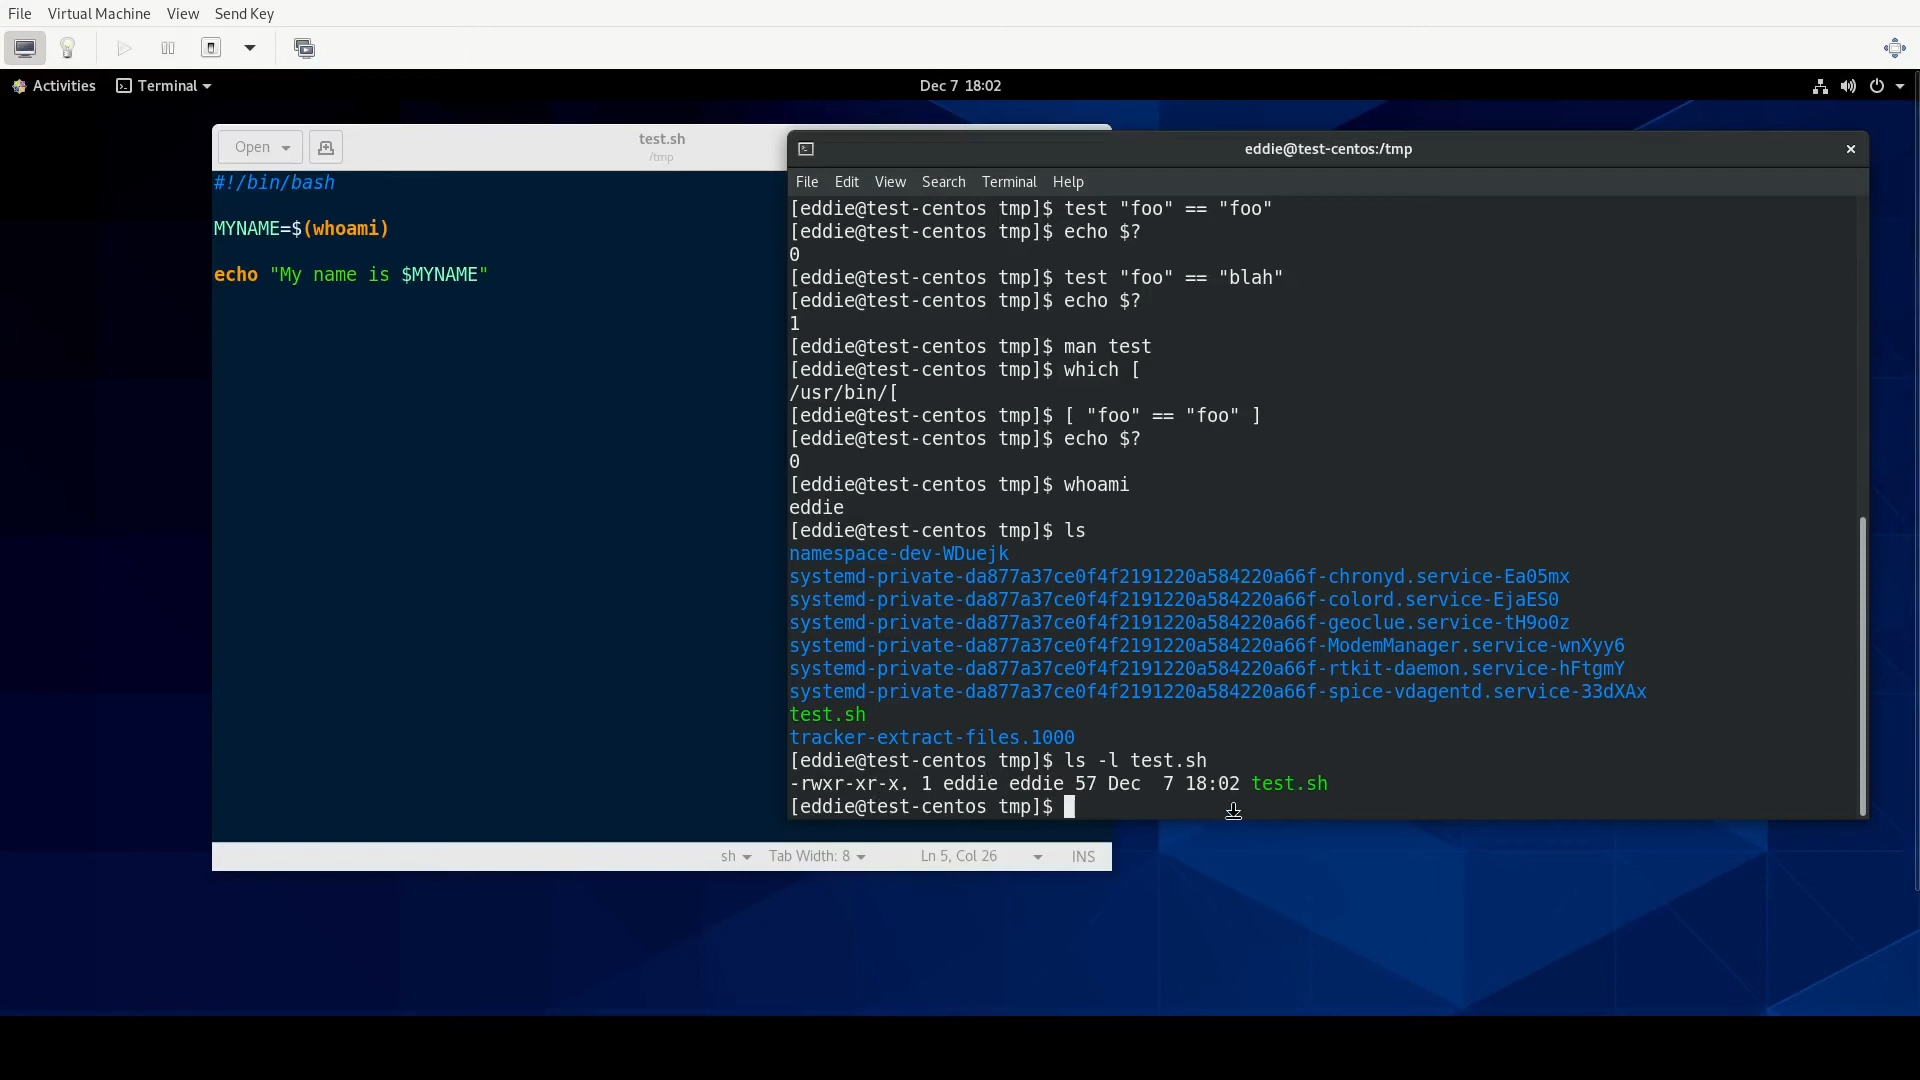 File Virtual Machine View Send Key
Activities Terminal Dec 7 18:02
Open test.sh
/tmp
#!/bin/bash
MYNAME=$(whoami)
echo "My name is $MYNAME"
sh Tab Width: 8 Ln 5, Col 26 INS
eddie@test-centos:/tmp
File Edit View Search Terminal Help
[eddie@test-centos tmp]$ test "foo" == "foo"
[eddie@test-centos tmp]$ echo $?
0
[eddie@test-centos tmp]$ test "foo" == "blah"
[eddie@test-centos tmp]$ echo $?
1
[eddie@test-centos tmp]$ man test
[eddie@test-centos tmp]$ which [
/usr/bin/[
[eddie@test-centos tmp]$ [ "foo" == "foo" ]
[eddie@test-centos tmp]$ echo $?
0
[eddie@test-centos tmp]$ whoami
eddie
[eddie@test-centos tmp]$ ls
namespace-dev-WDuejk
systemd-private-da877a37ce0f4f2191220a584220a66f-chronyd.service-Ea05mx
systemd-private-da877a37ce0f4f2191220a584220a66f-colord.service-EjaES0
systemd-private-da877a37ce0f4f2191220a584220a66f-geoclue.service-tH9o0z
systemd-private-da877a37ce0f4f2191220a584220a66f-ModemManager.service-wnXyy6
systemd-private-da877a37ce0f4f2191220a584220a66f-rtkit-daemon.service-hFtgmY
systemd-private-da877a37ce0f4f2191220a584220a66f-spice-vdagentd.service-33dXAx
test.sh
tracker-extract-files.1000
[eddie@test-centos tmp]$ ls -l test.sh
-rwxr-xr-x. 1 eddie eddie 57 Dec  7 18:02 test.sh
[eddie@test-centos tmp]$